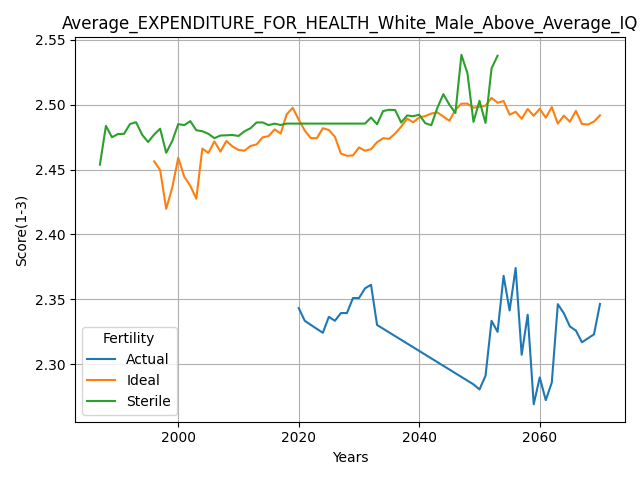 Average_EXPENDITURE_FOR_HEALTH_White_Male_Above_Average_IQ
2.55
2.50
2.45
2.40
2.35
2.30
Score(1-3)
Fertility
Actual
Ideal
Sterile
2000 2020 2040 2060
Years